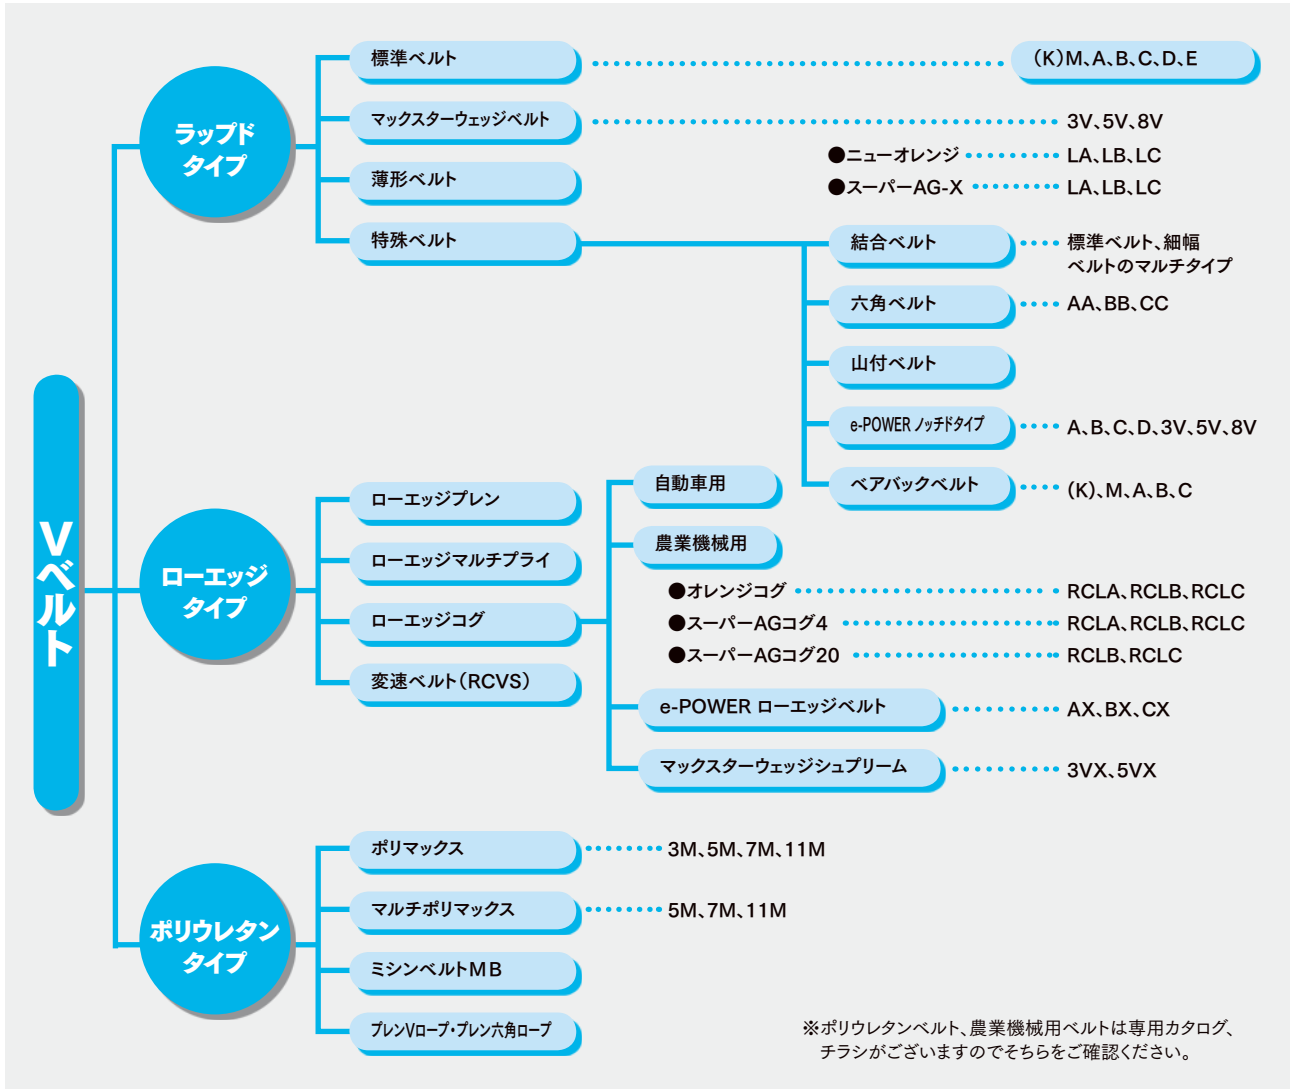 Vベルト
ラップド
タイプ
標準ベルト
(K)M、A、B、C、D、E
マックスターウェッジベルト
3V、5V、8V
●ニューオレンジ
LA、LB、LC
薄形ベルト
●スーパーAG-X
LA、LB、LC
特殊ベルト
結合ベルト
標準ベルト、細幅
ベルトのマルチタイプ
六角ベルト
AA、BB、CC
山付ベルト
e-POWER ノッチドタイプ
A、B、C、D、3V、5V、8V
ベアバックベルト
(K)、M、A、B、C
ローエッジ
タイプ
ローエッジプレン
ローエッジマルチプライ
ローエッジコグ
変速ベルト(RCVS)
自動車用
農業機械用
●オレンジコグ
RCLA、RCLB、RCLC
●スーパーAGコグ4
RCLA、RCLB、RCLC
●スーパーAGコグ20
RCLB、RCLC
e-POWER ローエッジベルト
AX、BX、CX
マックスターウェッジシュプリーム
3VX、5VX
ポリウレタン
タイプ
ポリマックス
3M、5M、7M、11M
マルチポリマックス
5M、7M、11M
ミシンベルトMB
プレンVロープ・プレン六角ロープ
※ポリウレタンベルト、農業機械用ベルトは専用カタログ、
チラシがございますのでそちらをご確認ください。